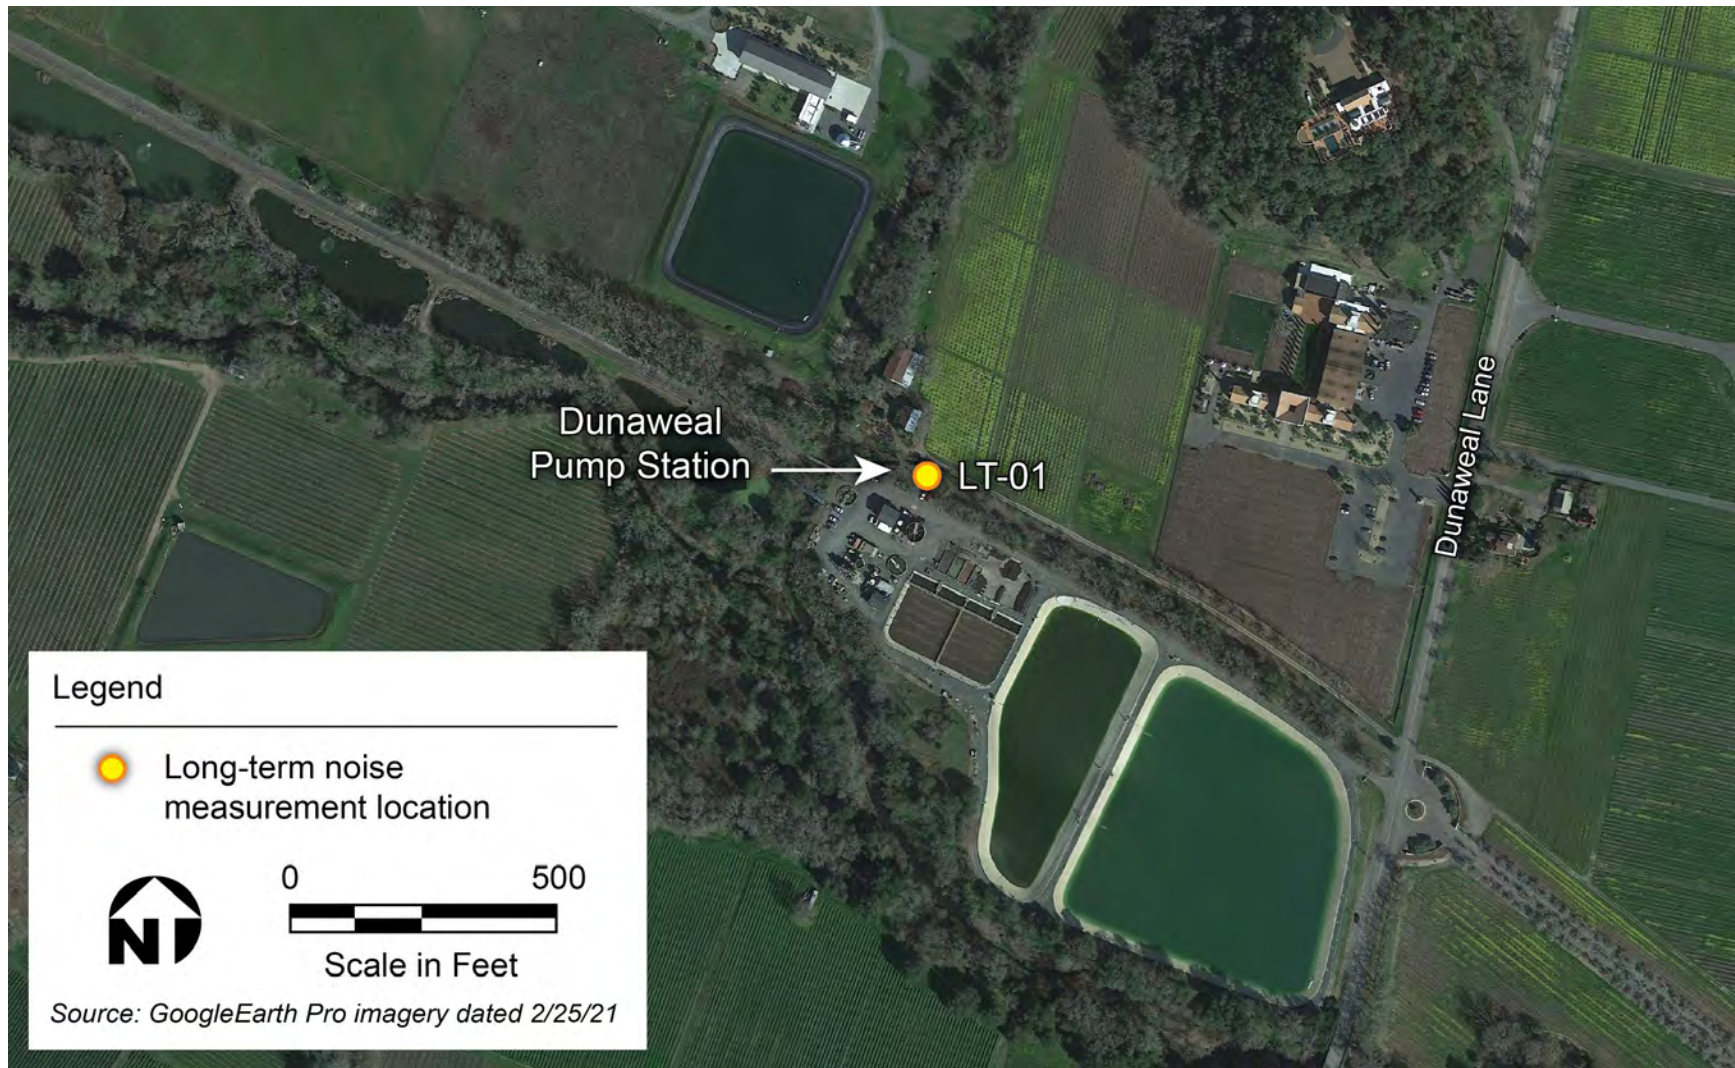 Dunaweal
Pump Station
LT-01
Dunaweal Lane
Legend
Long-term noise
measurement location
N
0 500
Scale in Feet
Source: GoogleEarth Pro imagery dated 2/25/21